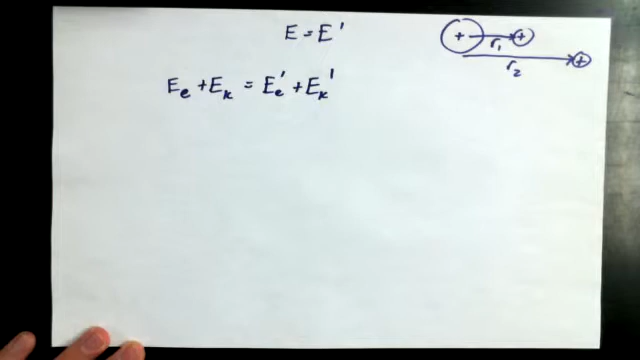 E = E'
+ r₁ +
r₂ +
Eₑ + Eₖ = Eₑ' + Eₖ'